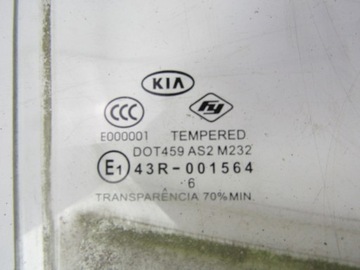 KIA
CCC
E000001 TEMPERED
DOT459 AS2 M232
E1 43R-001564
6
TRANSPARÊNCIA 70% MIN.